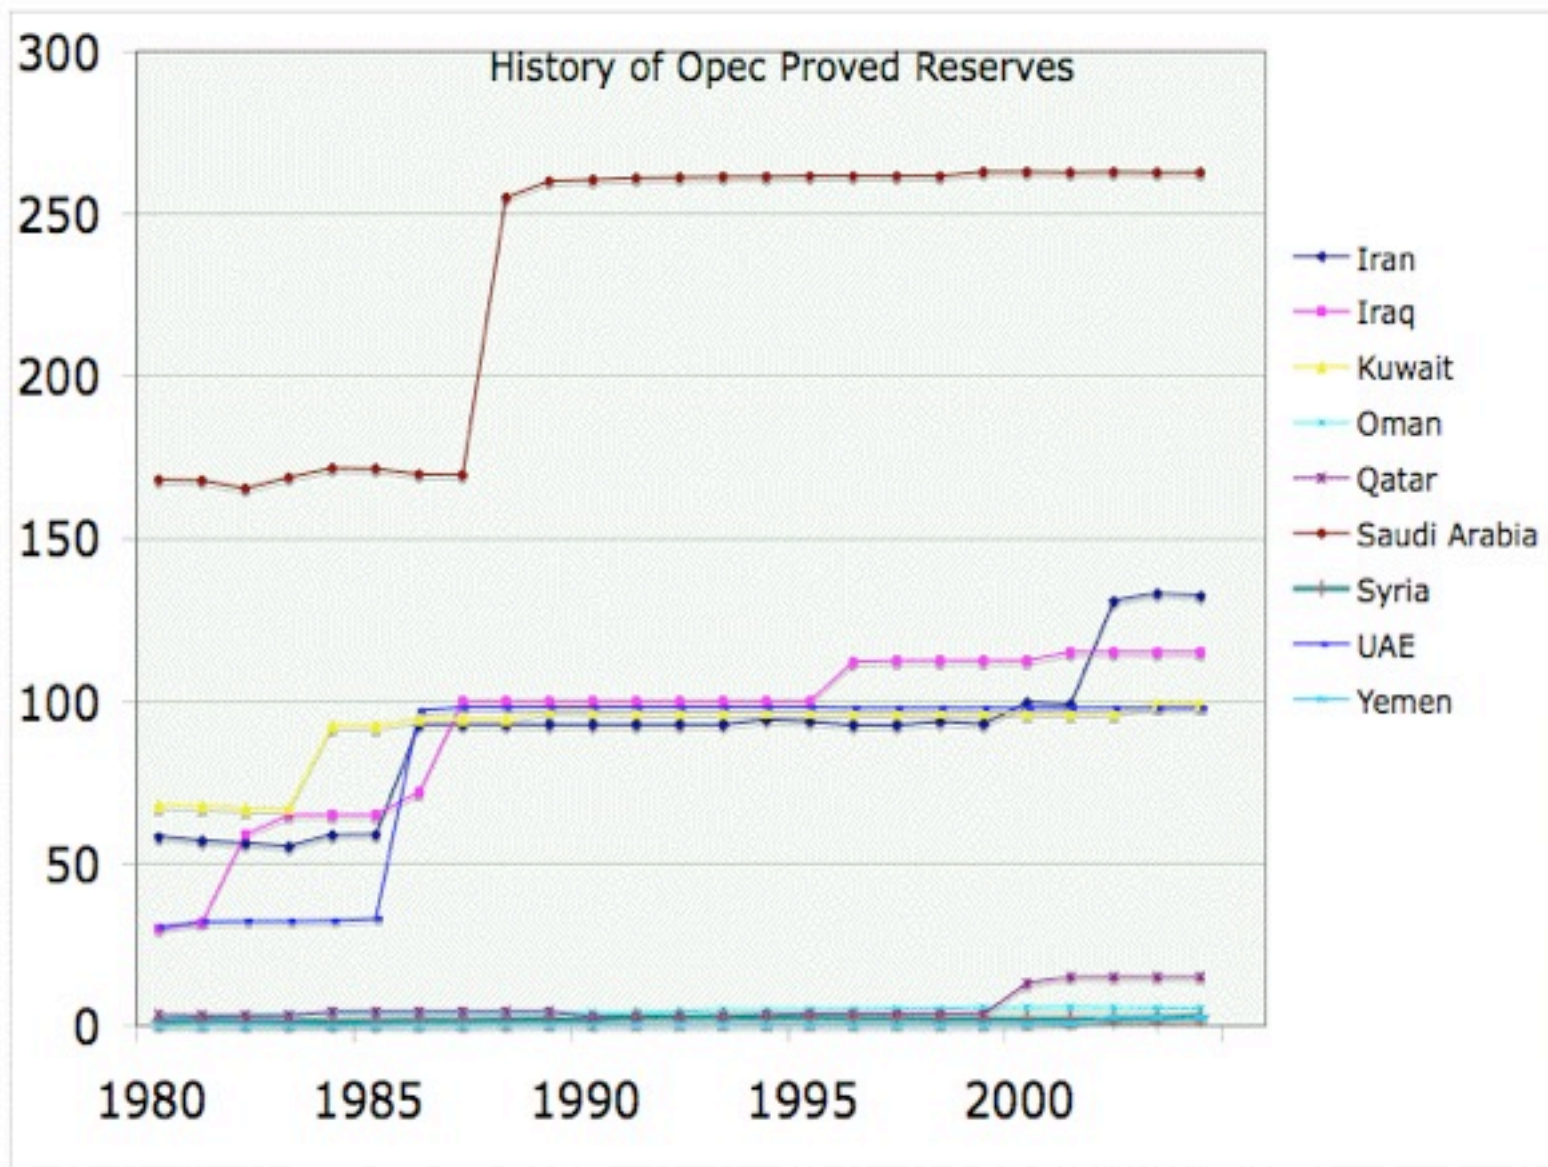 History of Opec Proved Reserves
300
250
200
150
100
50
0
1980 1985 1990 1995 2000
Iran
Iraq
Kuwait
Oman
Qatar
Saudi Arabia
Syria
UAE
Yemen